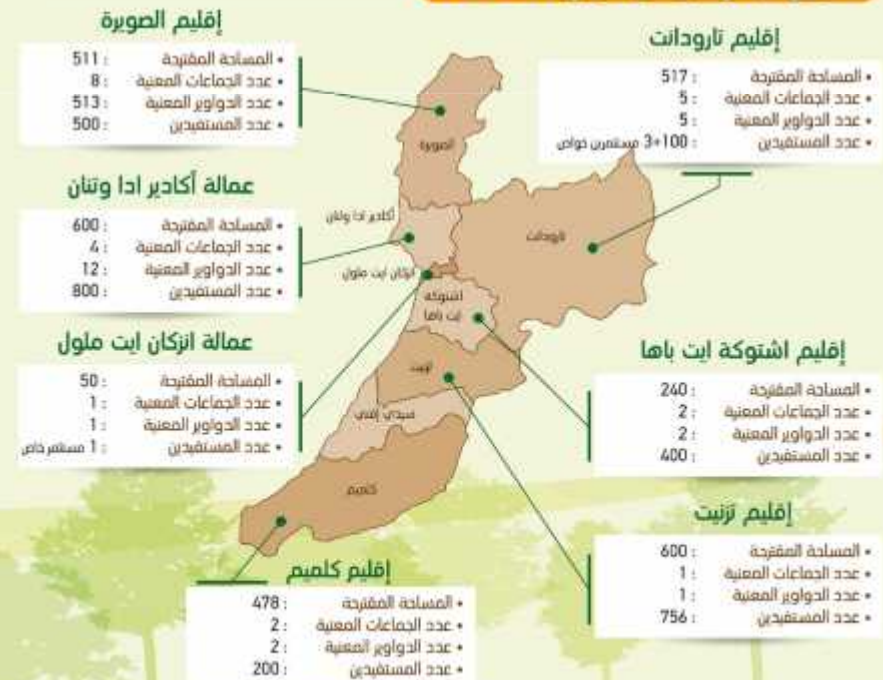 إقليم الصويرة
• المساحة المقترحة : 511
• عدد الجماعات المعنية : 8
• عدد الدواوير المعنية : 513
• عدد المستفيدين : 500
إقليم تارودانت
• المساحة المقترحة : 517
• عدد الجماعات المعنية : 5
• عدد الدواوير المعنية : 5
• عدد المستفيدين : 100+3 مستثمرين خواص
عمالة أكادير ادا وتنان
• المساحة المقترحة : 600
• عدد الجماعات المعنية : 4
• عدد الدواوير المعنية : 12
• عدد المستفيدين : 800
عمالة انزكان ايت ملول
• المساحة المقترحة : 50
• عدد الجماعات المعنية : 1
• عدد الدواوير المعنية : 1
• عدد المستفيدين : 1 مستثمر خاص
الصويرة
أكادير ادا وتنان
تارودانت
انزكان ايت ملول
اشتوكة
ايت باها
تزنيت
سيدي إفني
كلميم
إقليم اشتوكة ايت باها
• المساحة المقترحة : 240
• عدد الجماعات المعنية : 2
• عدد الدواوير المعنية : 2
• عدد المستفيدين : 400
إقليم تزنيت
• المساحة المقترحة : 600
• عدد الجماعات المعنية : 1
• عدد الدواوير المعنية : 1
• عدد المستفيدين : 756
إقليم كلميم
• المساحة المقترحة : 478
• عدد الجماعات المعنية : 2
• عدد الدواوير المعنية : 2
• عدد المستفيدين : 200